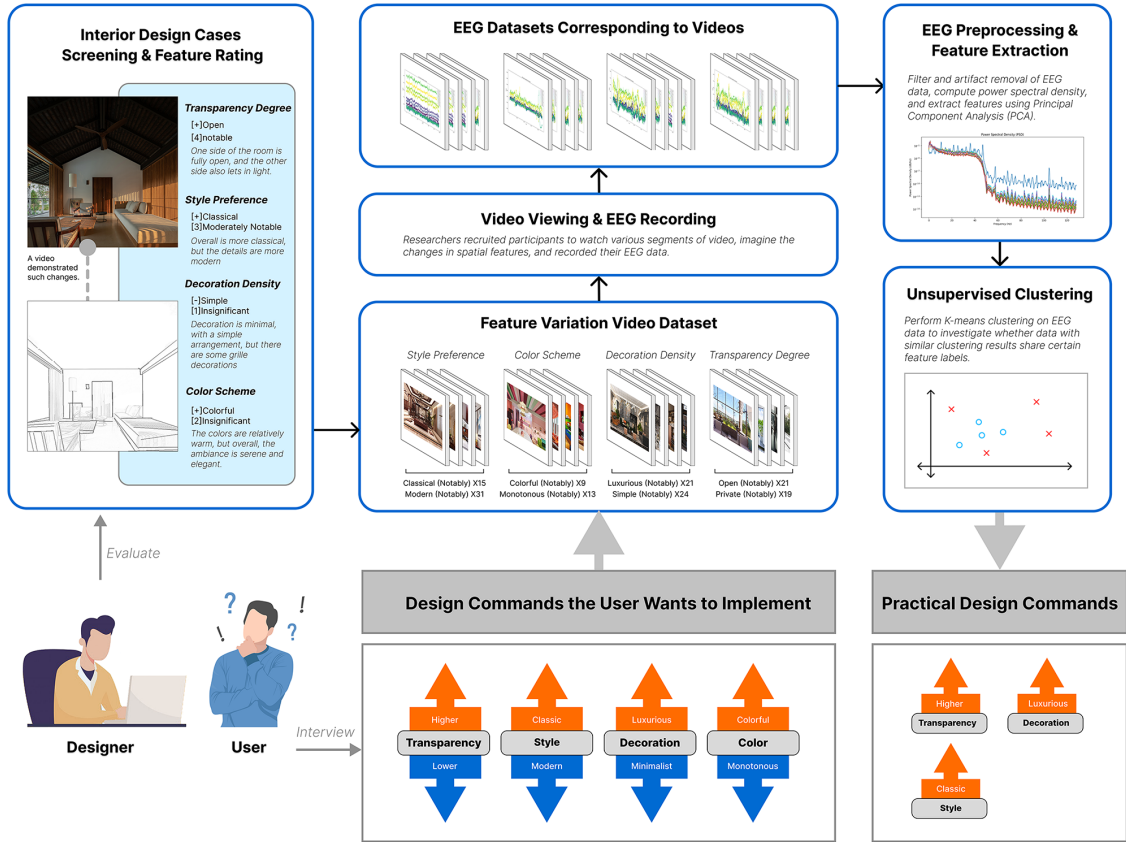 Interior Design Cases
Screening & Feature Rating
Transparency Degree
[+]Open
[4]notable
One side of the room is
fully open, and the other
side also lets in light.
Style Preference
[+]Classical
[3]Moderately Notable
Overall is more classical,
but the details are more
modern
A video
demonstrated
such changes.
Decoration Density
[-]Simple
[1]Insignificant
Decoration is minimal,
with a simple
arrangement, but there
are some grille
decorations
Color Scheme
[+]Colorful
[2]Insignificant
The colors are relatively
warm, but overall, the
ambiance is serene and
elegant.
EEG Datasets Corresponding to Videos
Video Viewing & EEG Recording
Researchers recruited participants to watch various segments of video, imagine the
changes in spatial features, and recorded their EEG data.
Feature Variation Video Dataset
Style Preference
Color Scheme
Decoration Density
Transparency Degree
Classical (Notably) X15
Modern (Notably) X31
Colorful (Notably) X9
Monotonous (Notably) X13
Luxurious (Notably) X21
Simple (Notably) X24
Open (Notably) X21
Private (Notably) X19
EEG Preprocessing &
Feature Extraction
Filter and artifact removal of EEG
data, compute power spectral density,
and extract features using Principal
Component Analysis (PCA).
Power Spectral Density (PSD)
Frequency (Hz)
Unsupervised Clustering
Perform K-means clustering on EEG
data to investigate whether data with
similar clustering results share certain
feature labels.
Evaluate
Designer
User
Interview
Design Commands the User Wants to Implement
Higher
Transparency
Lower
Classic
Style
Modern
Luxurious
Decoration
Minimalist
Colorful
Color
Monotonous
Practical Design Commands
Higher
Transparency
Luxurious
Decoration
Classic
Style